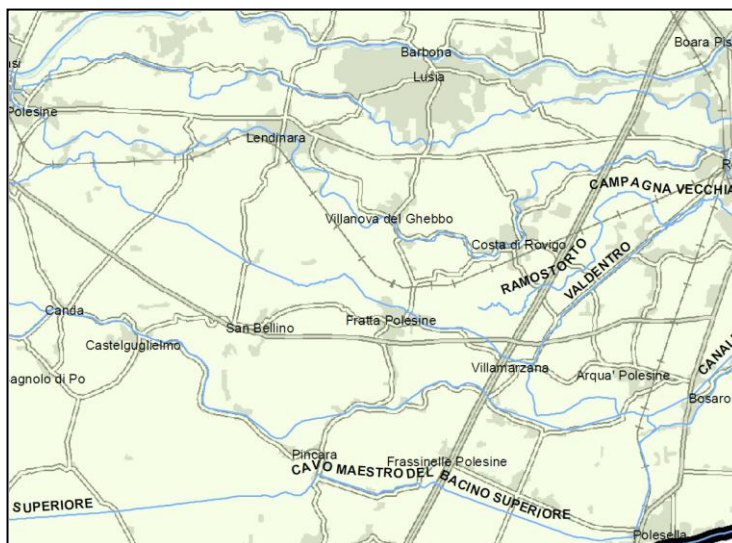 Barbona
Boara Pis
Lusia
Polesine
Lendinara
CAMPAGNA VECCHIA
Villanova del Ghebbo
Costa di Rovigo
RAMOSTORTO
VALDENTRO
Canda
San Bellino
Fratta Polesine
Castelguglielmo
Villamarzana
CANAL
agnolo di Po
Arqua' Polesine
Bosaro
Pincara
Frassinelle Polesine
CAVO MAESTRO DEL BACINO SUPERIORE
SUPERIORE
Polesella